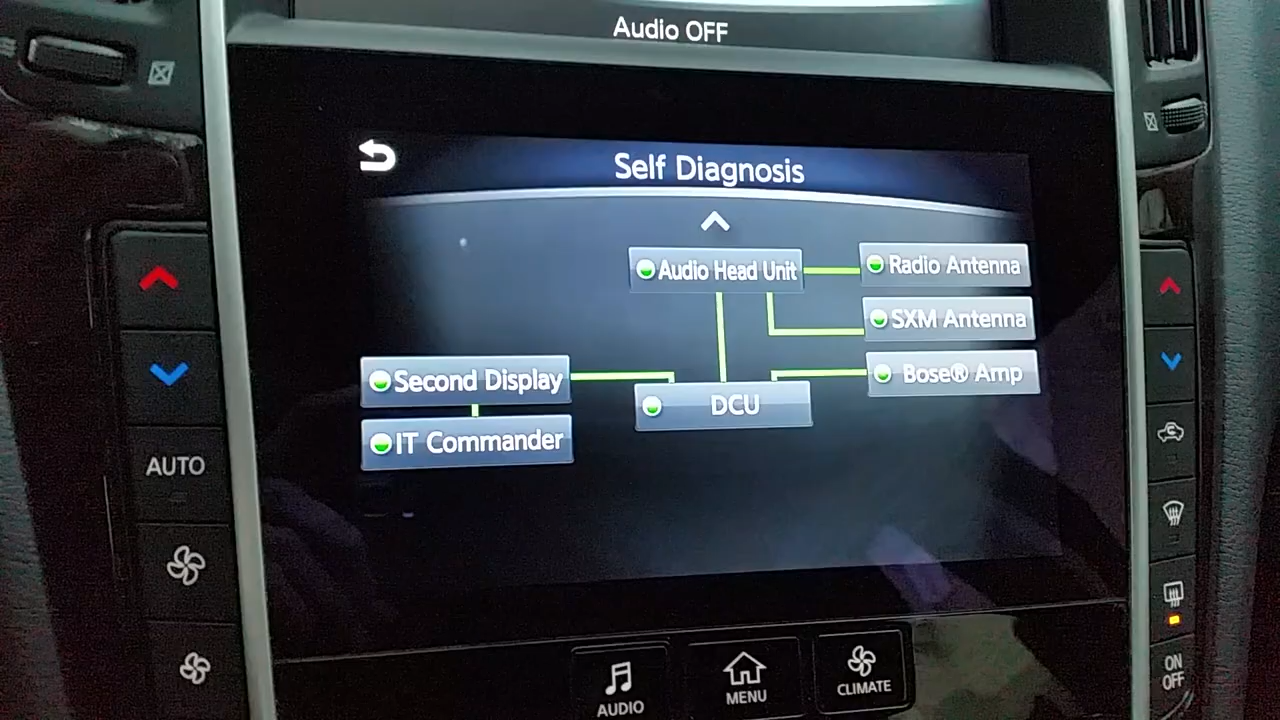 Audio OFF
Self Diagnosis
Audio Head Unit
Radio Antenna
SXM Antenna
Second Display
DCU
Bose® Amp
IT Commander
AUTO
ON
OFF
AUDIO
MENU
CLIMATE